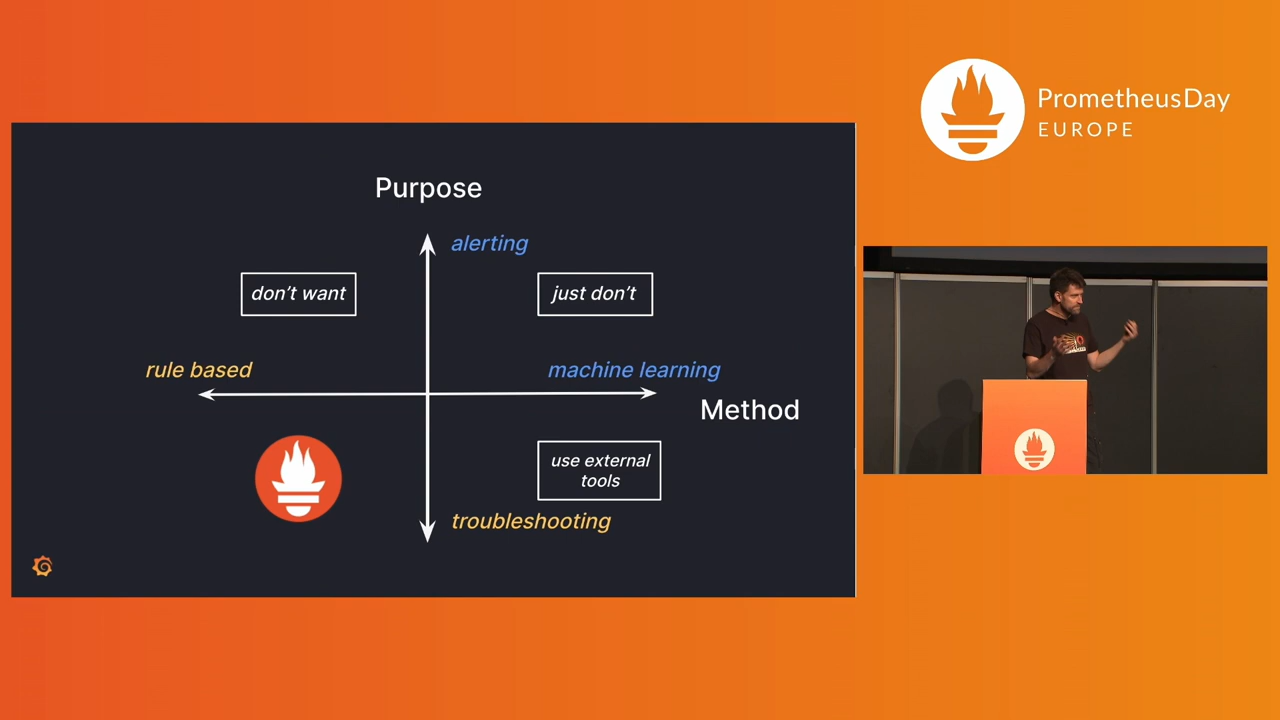 PrometheusDay
EUROPE
Purpose
alerting
don't want
just don't
rule based
machine learning
Method
use external
tools
troubleshooting